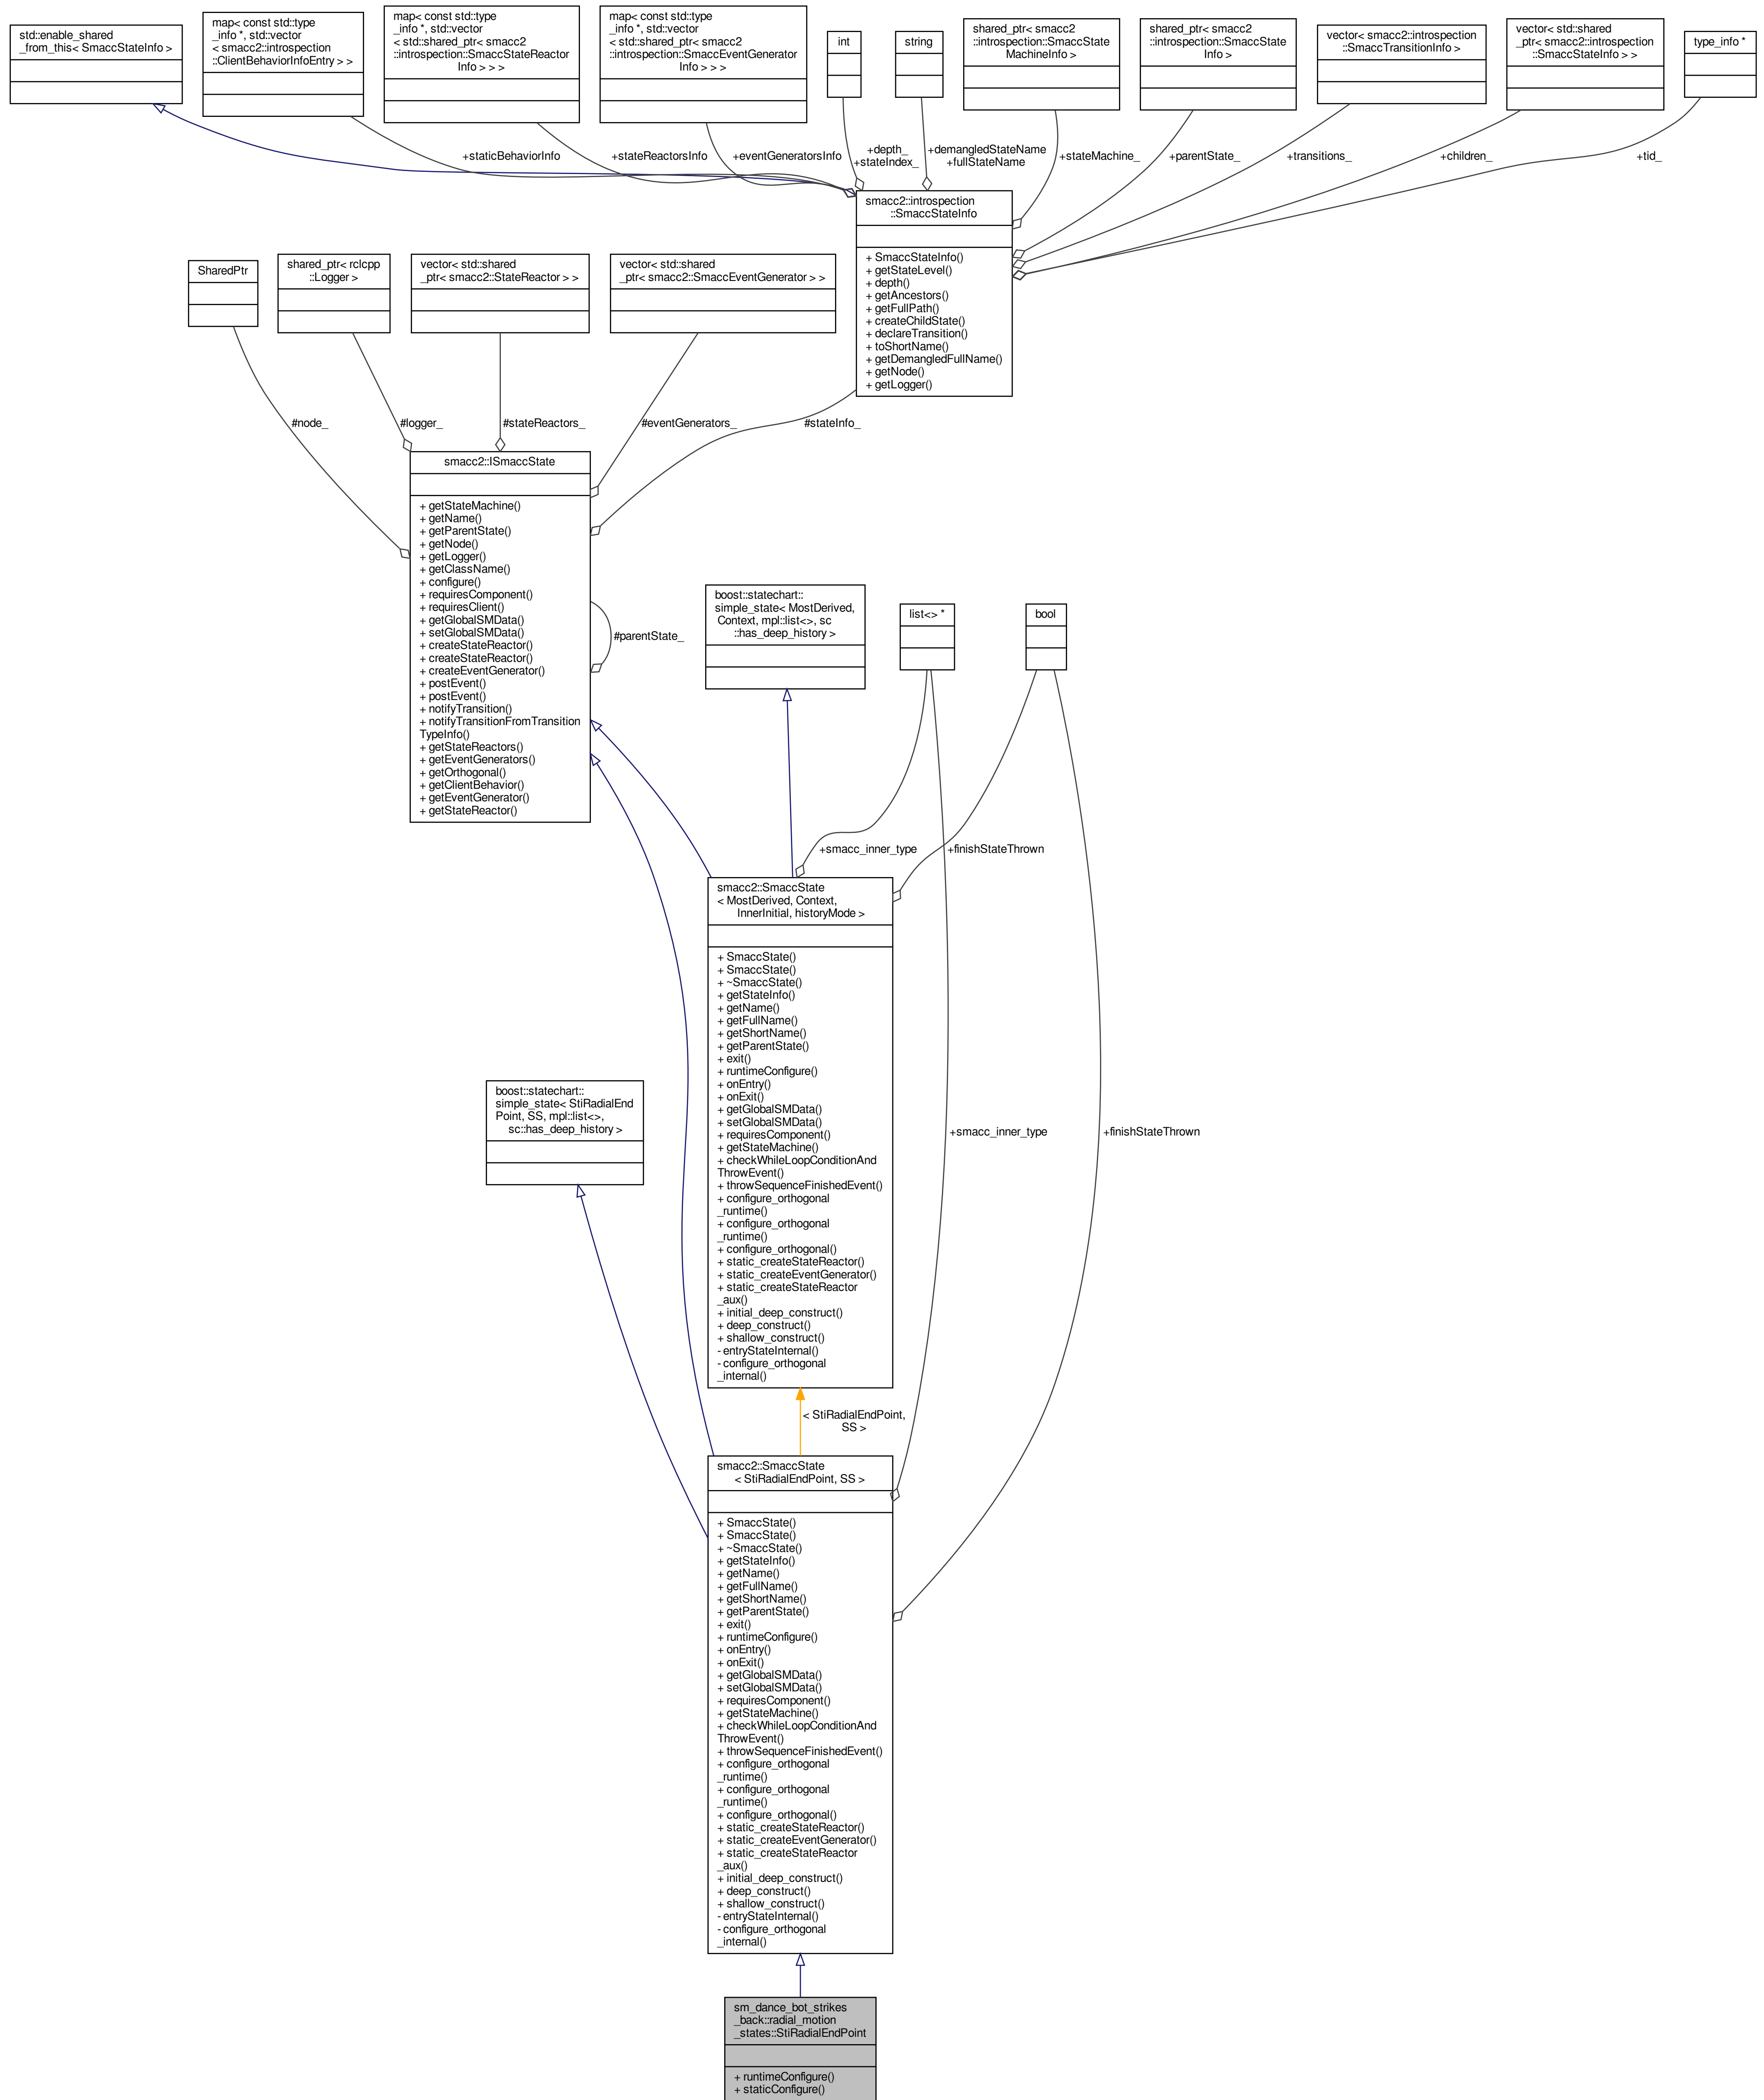 std::enable_shared
_from_this< SmaccStateInfo >
map< const std::type
_info *, std::vector
< smacc2::introspection
::ClientBehaviorInfoEntry > >
map< const std::type
_info *, std::vector
< std::shared_ptr< smacc2
::introspection::SmaccStateReactor
Info > > >
map< const std::type
_info *, std::vector
< std::shared_ptr< smacc2
::introspection::SmaccEventGenerator
Info > > >
int
string
shared_ptr< smacc2
::introspection::SmaccState
MachineInfo >
shared_ptr< smacc2
::introspection::SmaccState
Info >
vector< smacc2::introspection
::SmaccTransitionInfo >
vector< std::shared
_ptr< smacc2::introspection
::SmaccStateInfo > >
type_info *
+staticBehaviorInfo
+stateReactorsInfo
+eventGeneratorsInfo
+depth_
+stateIndex_
+demangledStateName
+fullStateName
+stateMachine_
+parentState_
+transitions_
+children_
+tid_
smacc2::introspection
::SmaccStateInfo
+ SmaccStateInfo()
+ getStateLevel()
+ depth()
+ getAncestors()
+ getFullPath()
+ createChildState()
+ declareTransition()
+ toShortName()
+ getDemangledFullName()
+ getNode()
+ getLogger()
SharedPtr
shared_ptr< rclcpp
::Logger >
vector< std::shared
_ptr< smacc2::StateReactor > >
vector< std::shared
_ptr< smacc2::SmaccEventGenerator > >
#node_
#logger_
#stateReactors_
#eventGenerators_
#stateInfo_
smacc2::ISmaccState
+ getStateMachine()
+ getName()
+ getParentState()
+ getNode()
+ getLogger()
+ getClassName()
+ configure()
+ requiresComponent()
+ requiresClient()
+ getGlobalSMData()
+ setGlobalSMData()
+ createStateReactor()
+ createStateReactor()
+ createEventGenerator()
+ postEvent()
+ postEvent()
+ notifyTransition()
+ notifyTransitionFromTransition
TypeInfo()
+ getStateReactors()
+ getEventGenerators()
+ getOrthogonal()
+ getClientBehavior()
+ getEventGenerator()
+ getStateReactor()
#parentState_
boost::statechart::
simple_state< MostDerived,
Context, mpl::list<>, sc
::has_deep_history >
list<> *
bool
+smacc_inner_type
+finishStateThrown
smacc2::SmaccState
< MostDerived, Context,
InnerInitial, historyMode >
+ SmaccState()
+ SmaccState()
+ ~SmaccState()
+ getStateInfo()
+ getName()
+ getFullName()
+ getShortName()
+ getParentState()
+ exit()
+ runtimeConfigure()
+ onEntry()
+ onExit()
+ getGlobalSMData()
+ setGlobalSMData()
+ requiresComponent()
+ getStateMachine()
+ checkWhileLoopConditionAnd
ThrowEvent()
+ throwSequenceFinishedEvent()
+ configure_orthogonal
_runtime()
+ configure_orthogonal
_runtime()
+ configure_orthogonal()
+ static_createStateReactor()
+ static_createEventGenerator()
+ static_createStateReactor
_aux()
+ initial_deep_construct()
+ deep_construct()
+ shallow_construct()
- entryStateInternal()
- configure_orthogonal
_internal()
boost::statechart::
simple_state< StiRadialEnd
Point, SS, mpl::list<>,
sc::has_deep_history >
+smacc_inner_type
+finishStateThrown
< StiRadialEndPoint,
SS >
smacc2::SmaccState
< StiRadialEndPoint, SS >
+ SmaccState()
+ SmaccState()
+ ~SmaccState()
+ getStateInfo()
+ getName()
+ getFullName()
+ getShortName()
+ getParentState()
+ exit()
+ runtimeConfigure()
+ onEntry()
+ onExit()
+ getGlobalSMData()
+ setGlobalSMData()
+ requiresComponent()
+ getStateMachine()
+ checkWhileLoopConditionAnd
ThrowEvent()
+ throwSequenceFinishedEvent()
+ configure_orthogonal
_runtime()
+ configure_orthogonal
_runtime()
+ configure_orthogonal()
+ static_createStateReactor()
+ static_createEventGenerator()
+ static_createStateReactor
_aux()
+ initial_deep_construct()
+ deep_construct()
+ shallow_construct()
- entryStateInternal()
- configure_orthogonal
_internal()
sm_dance_bot_strikes
_back::radial_motion
_states::StiRadialEndPoint
+ runtimeConfigure()
+ staticConfigure()